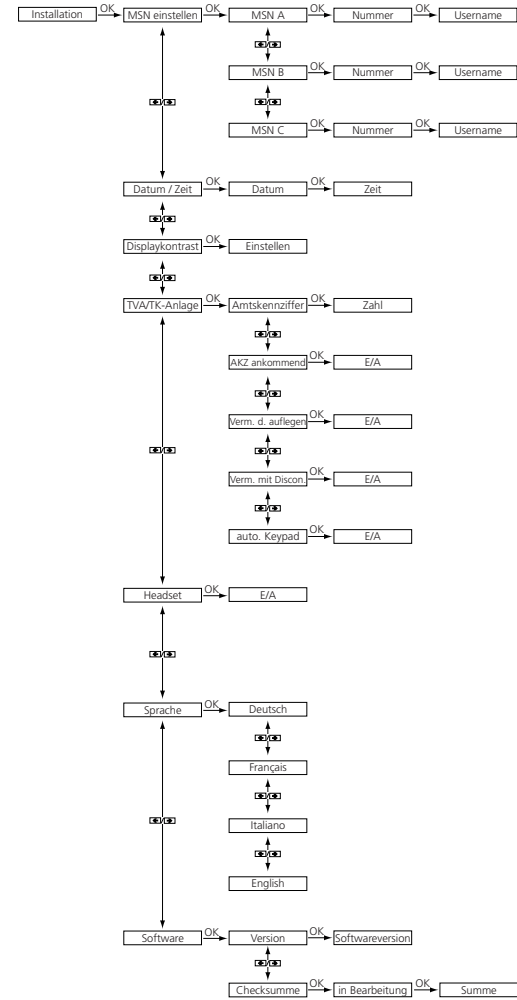 Installation OK MSN einstellen OK MSN A OK Nummer OK Username
MSN B OK Nummer OK Username
MSN C OK Nummer OK Username
Datum / Zeit OK Datum OK Zeit
Displaykontrast OK Einstellen
TVA/TK-Anlage OK Amtskennziffer OK Zahl
AKZ ankommend OK E/A
Verm. d. auflegen OK E/A
Verm. mit Discon. OK E/A
auto. Keypad OK E/A
Headset OK E/A
Sprache OK Deutsch
Français
Italiano
English
Software OK Version OK Softwareversion
Checksumme OK in Bearbeitung OK Summe